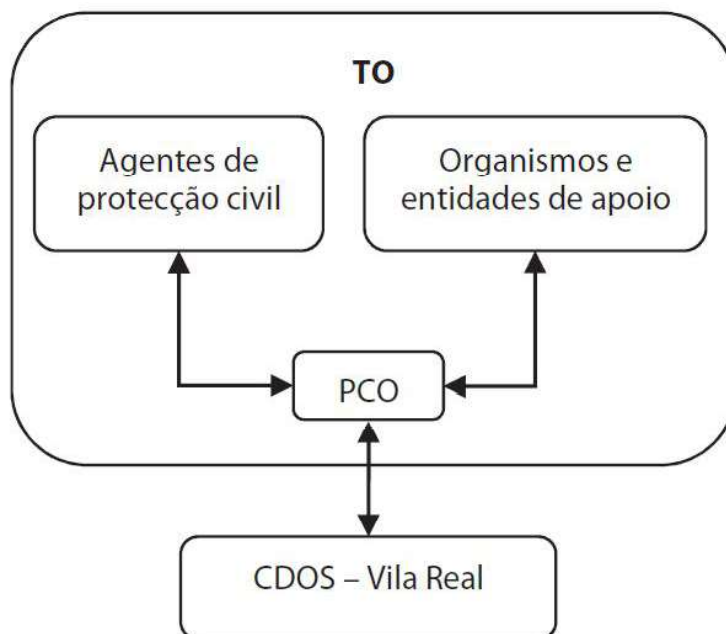 TO
Agentes de
protecção civil
Organismos e
entidades de apoio
PCO
CDOS – Vila Real